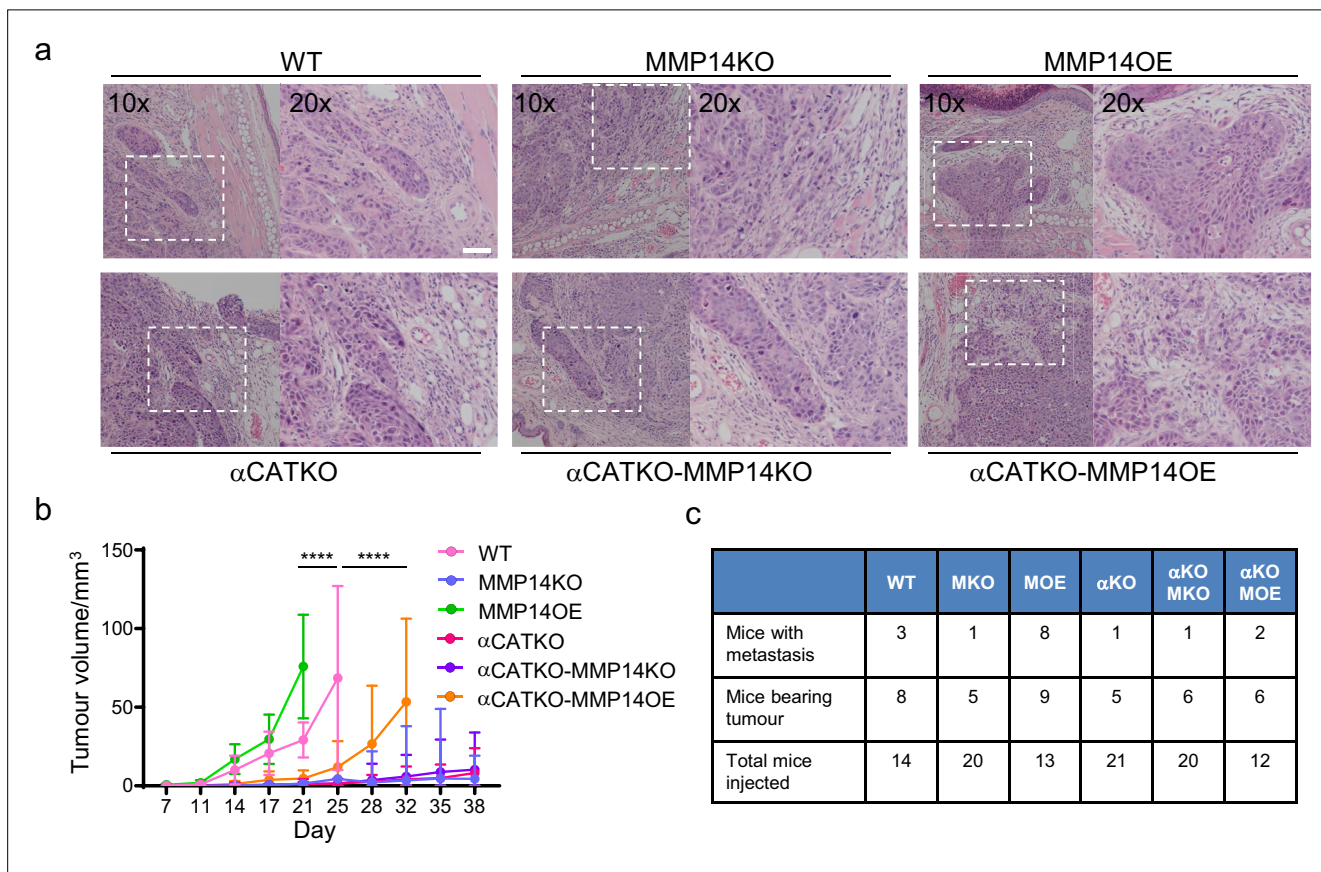 a
WT MMP14KO MMP14OE
10x 20x 10x 20x 10x 20x
αCATKO αCATKO-MMP14KO αCATKO-MMP14OE
b
Tumour volume/mm³
150
100
50
0
7 11 14 17 21 25 28 32 35 38
Day
**** ****
WT
MMP14KO
MMP14OE
αCATKO
αCATKO-MMP14KO
αCATKO-MMP14OE
c
WT MKO MOE αKO αKO MKO αKO MOE
Mice with metastasis 3 1 8 1 1 2
Mice bearing tumour 8 5 9 5 6 6
Total mice injected 14 20 13 21 20 12